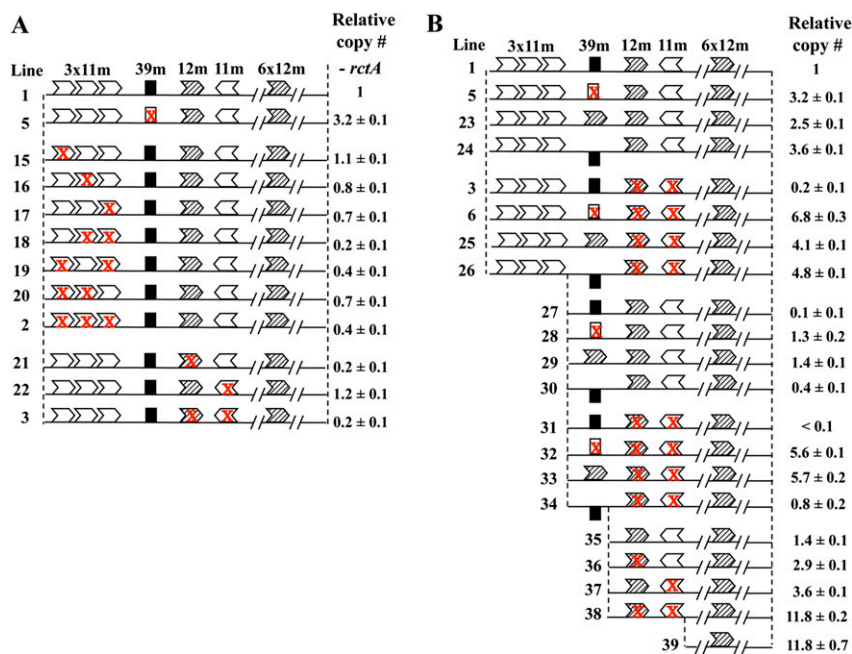 A
Relative
copy #
- rctA
Line 3x11m 39m 12m 11m 6x12m
1 1
5 X 3.2 ± 0.1
15 X 1.1 ± 0.1
16 X 0.8 ± 0.1
17 X 0.7 ± 0.1
18 X X 0.2 ± 0.1
19 X X 0.4 ± 0.1
20 X X 0.7 ± 0.1
2 X X X 0.4 ± 0.1
21 X 0.2 ± 0.1
22 X 1.2 ± 0.1
3 X X 0.2 ± 0.1
B
Relative
copy #
Line 3x11m 39m 12m 11m 6x12m
1 1
5 X 3.2 ± 0.1
23 2.5 ± 0.1
24 3.6 ± 0.1
3 X X 0.2 ± 0.1
6 X X X 6.8 ± 0.3
25 X X 4.1 ± 0.1
26 X X 4.8 ± 0.1
27 0.1 ± 0.1
28 X 1.3 ± 0.2
29 1.4 ± 0.1
30 0.4 ± 0.1
31 X X < 0.1
32 X X X 5.6 ± 0.1
33 X X 5.7 ± 0.2
34 X X 0.8 ± 0.2
35 1.4 ± 0.1
36 X 2.9 ± 0.1
37 X 3.6 ± 0.1
38 X X 11.8 ± 0.2
39 11.8 ± 0.7